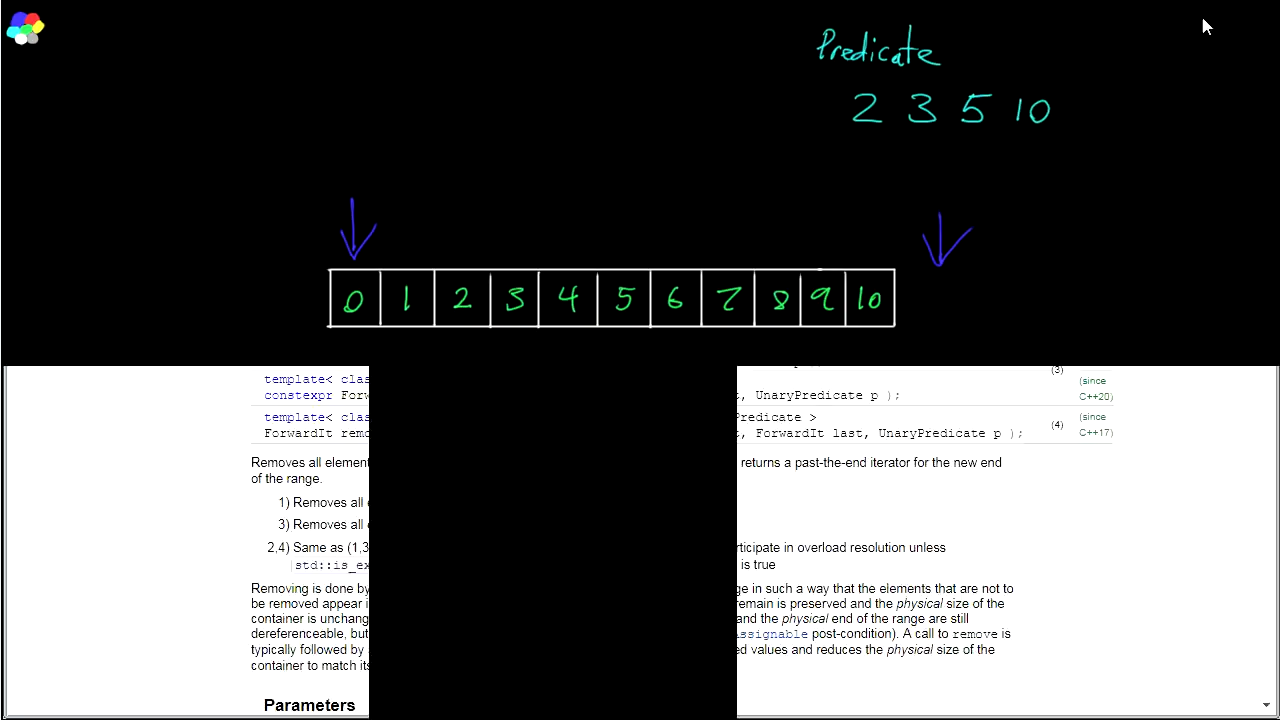 Predicate
2 3 5 10
0 1 2 3 4 5 6 7 8 9 10
(3)
template< clas
(since
constexpr Forw
, UnaryPredicate p );
C++20)
template< clas
redicate >
(4)
(since
ForwardIt remo
, ForwardIt last, UnaryPredicate p );
C++17)
Removes all element
returns a past-the-end iterator for the new end
of the range.
1) Removes all
3) Removes all
2,4) Same as (1,3
rticipate in overload resolution unless
std::is_ex
is true
Removing is done by
ge in such a way that the elements that are not to
be removed appear i
emain is preserved and the physical size of the
container is unchang
and the physical end of the range are still
dereferenceable, but
ssignable post-condition). A call to remove is
typically followed by
ed values and reduces the physical size of the
container to match its
Parameters